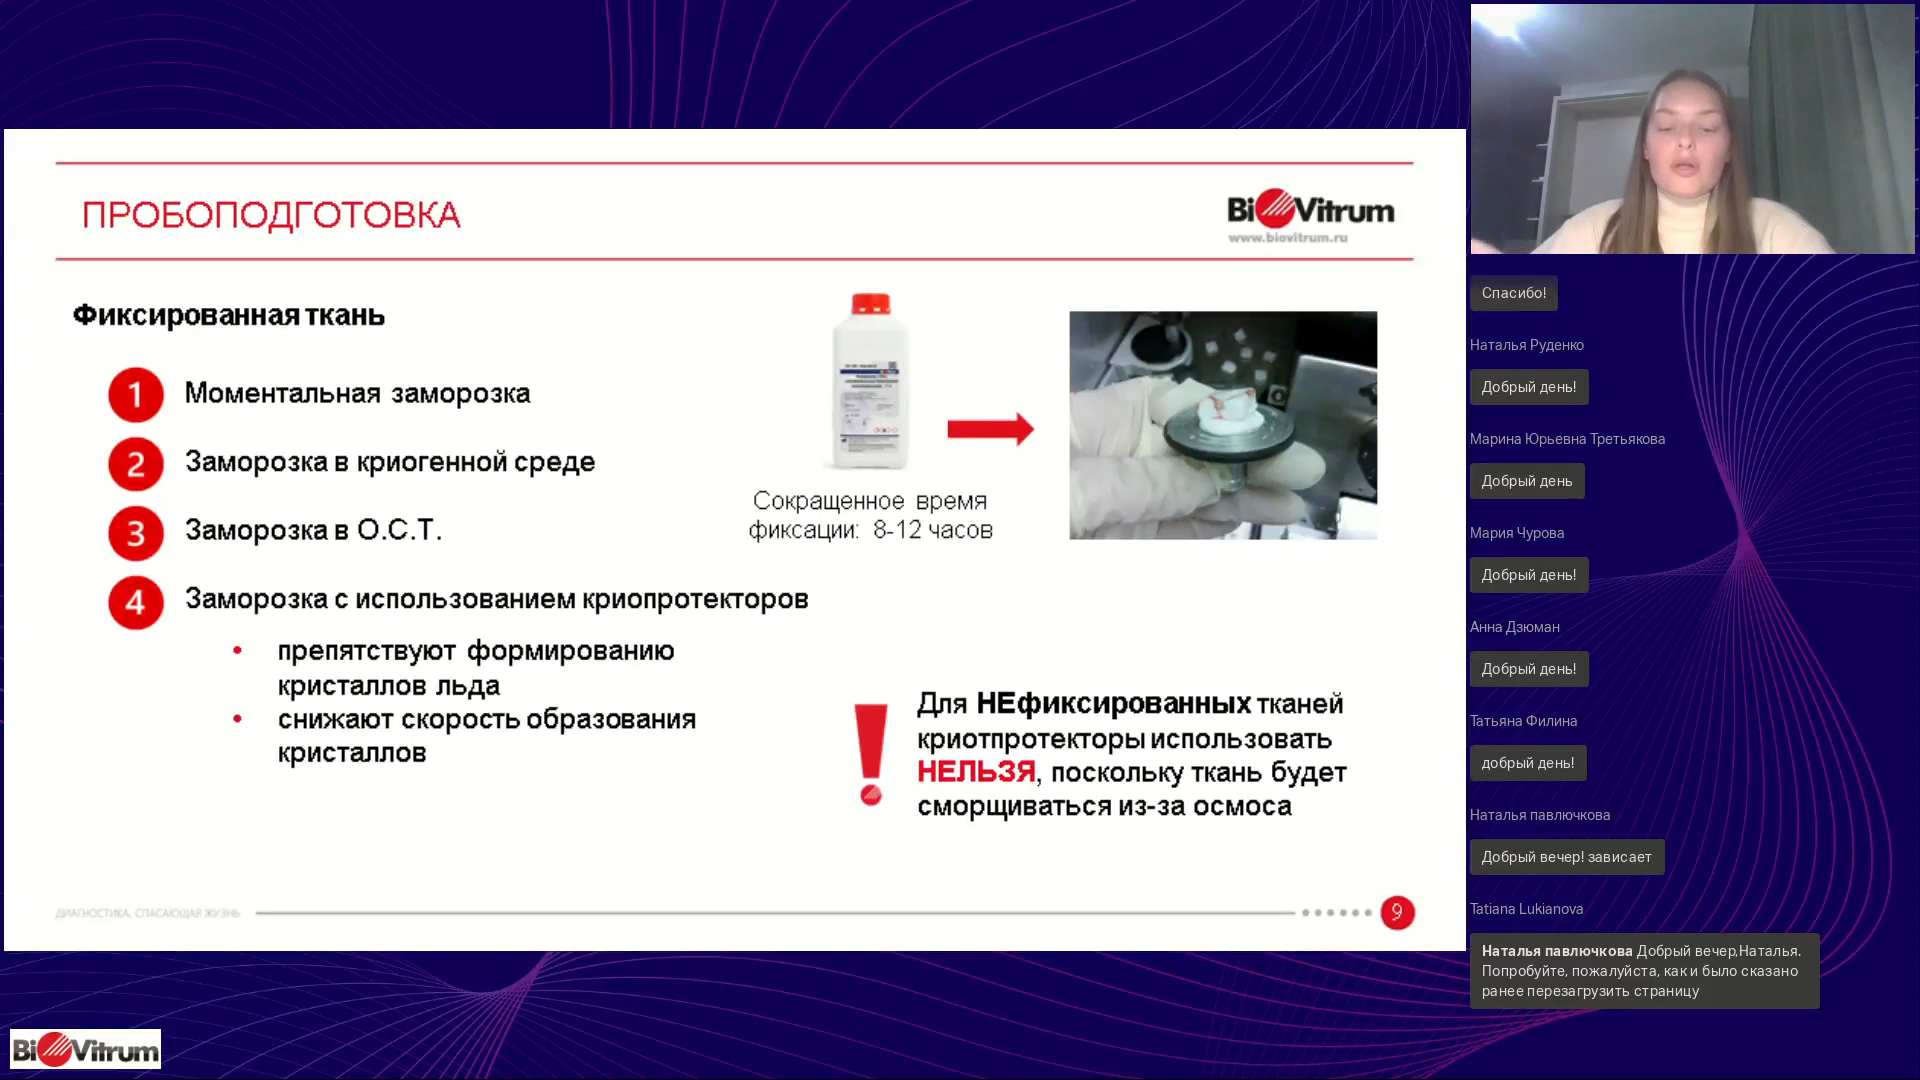 ПРОБОПОДГОТОВКА
BiOVitrum
www.biovitrum.ru
Фиксированная ткань
1 Моментальная заморозка
2 Заморозка в криогенной среде
3 Заморозка в О.С.Т.
4 Заморозка с использованием криопротекторов
• препятствуют формированию
кристаллов льда
• снижают скорость образования
кристаллов
Сокращенное время
фиксации: 8-12 часов
Для НЕфиксированных тканей
криотпротекторы использовать
НЕЛЬЗЯ, поскольку ткань будет
сморщиваться из-за осмоса
ДИАГНОСТИКА, СПАСАЮЩАЯ ЖИЗНЬ
9
BiOVitrum
Спасибо!
Наталья Руденко
Добрый день!
Марина Юрьевна Третьякова
Добрый день
Мария Чурова
Добрый день!
Анна Дзюман
Добрый день!
Татьяна Филина
добрый день!
Наталья павлючкова
Добрый вечер! зависает
Tatiana Lukianova
Наталья павлючкова Добрый вечер,Наталья.
Попробуйте, пожалуйста, как и было сказано
ранее перезагрузить страницу